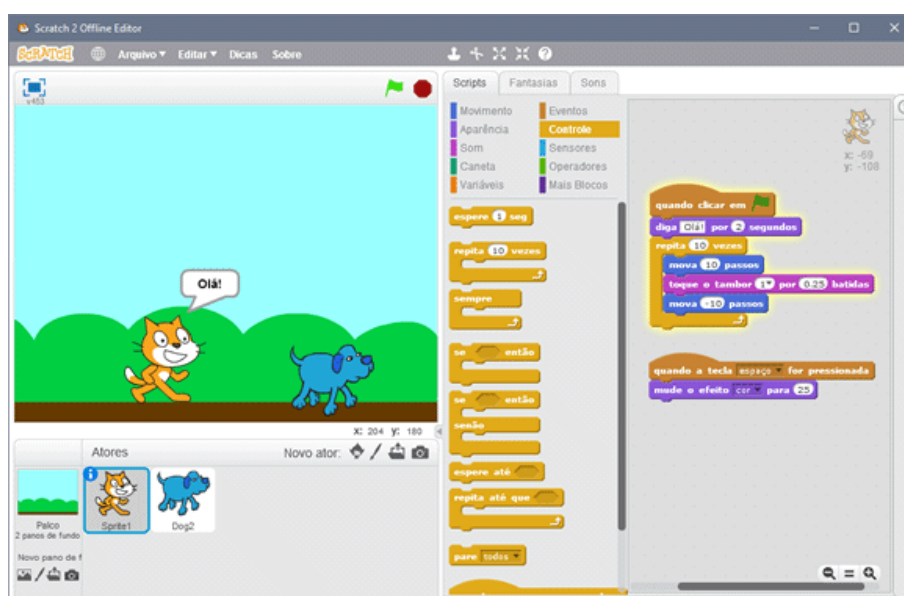 Scratch 2 Offline Editor
SCRATCH Arquivo Editar Dicas Sobre
v453
Olá!
X: 204 y: 180
Atores Novo ator:
Palco
2 panos de fundo
Sprite1
Dog2
Novo pano de f
Scripts Fantasias Sons
Movimento Eventos
Aparência Controle
Som Sensores
Caneta Operadores
Variáveis Mais Blocos
espere 1 seg
repita 10 vezes
sempre
se então
se então
senão
espere até
repita até que
pare todos
x: -69
y: -108
quando clicar em
diga Olá! por 2 segundos
repita 10 vezes
mova 10 passos
toque o tambor 1 por 0.25 batidas
mova -10 passos
quando a tecla espaço for pressionada
mude o efeito cor para 25